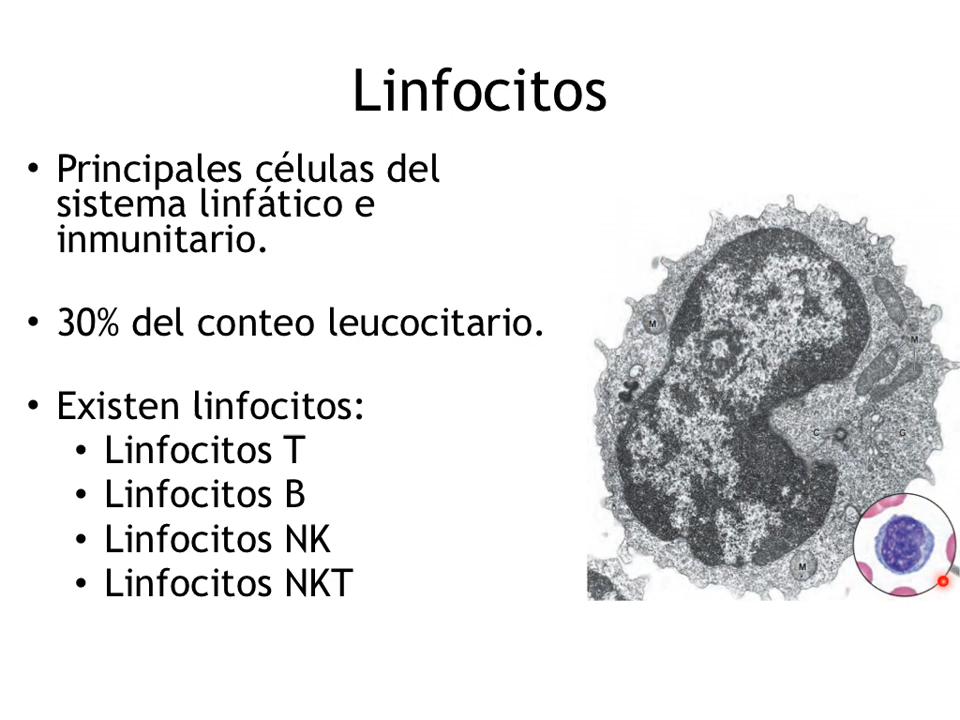 Linfocitos
• Principales células del
sistema linfático e
inmunitario.
• 30% del conteo leucocitario.
• Existen linfocitos:
• Linfocitos T
• Linfocitos B
• Linfocitos NK
• Linfocitos NKT
M
M
C
G
M